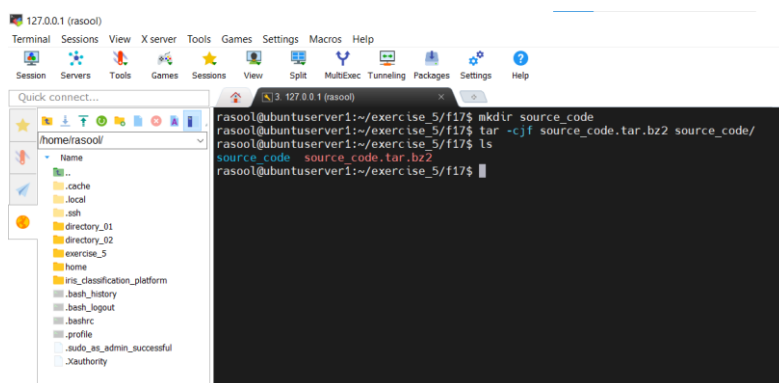 127.0.0.1 (rasool)
Terminal Sessions View X server Tools Games Settings Macros Help
Session Servers Tools Games Sessions View Split MultiExec Tunneling Packages Settings Help
Quick connect...
3. 127.0.0.1 (rasool)
/home/rasool/
Name
..
.cache
.local
.ssh
directory_01
directory_02
exercise_5
home
iris_classification_platform
.bash_history
.bash_logout
.bashrc
.profile
.sudo_as_admin_successful
.Xauthority
rasool@ubuntuserver1:~/exercise_5/f17$ mkdir source_code
rasool@ubuntuserver1:~/exercise_5/f17$ tar -cjf source_code.tar.bz2 source_code/
rasool@ubuntuserver1:~/exercise_5/f17$ ls
source_code source_code.tar.bz2
rasool@ubuntuserver1:~/exercise_5/f17$